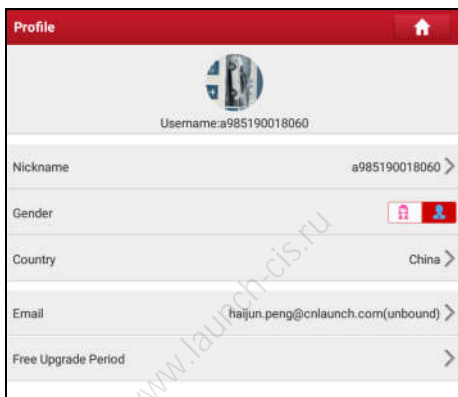 Profile
Username:a985190018060
Nickname a985190018060
Gender
Country China
Email haijun.peng@cnlaunch.com(unbound)
Free Upgrade Period
www.launch-cis.ru